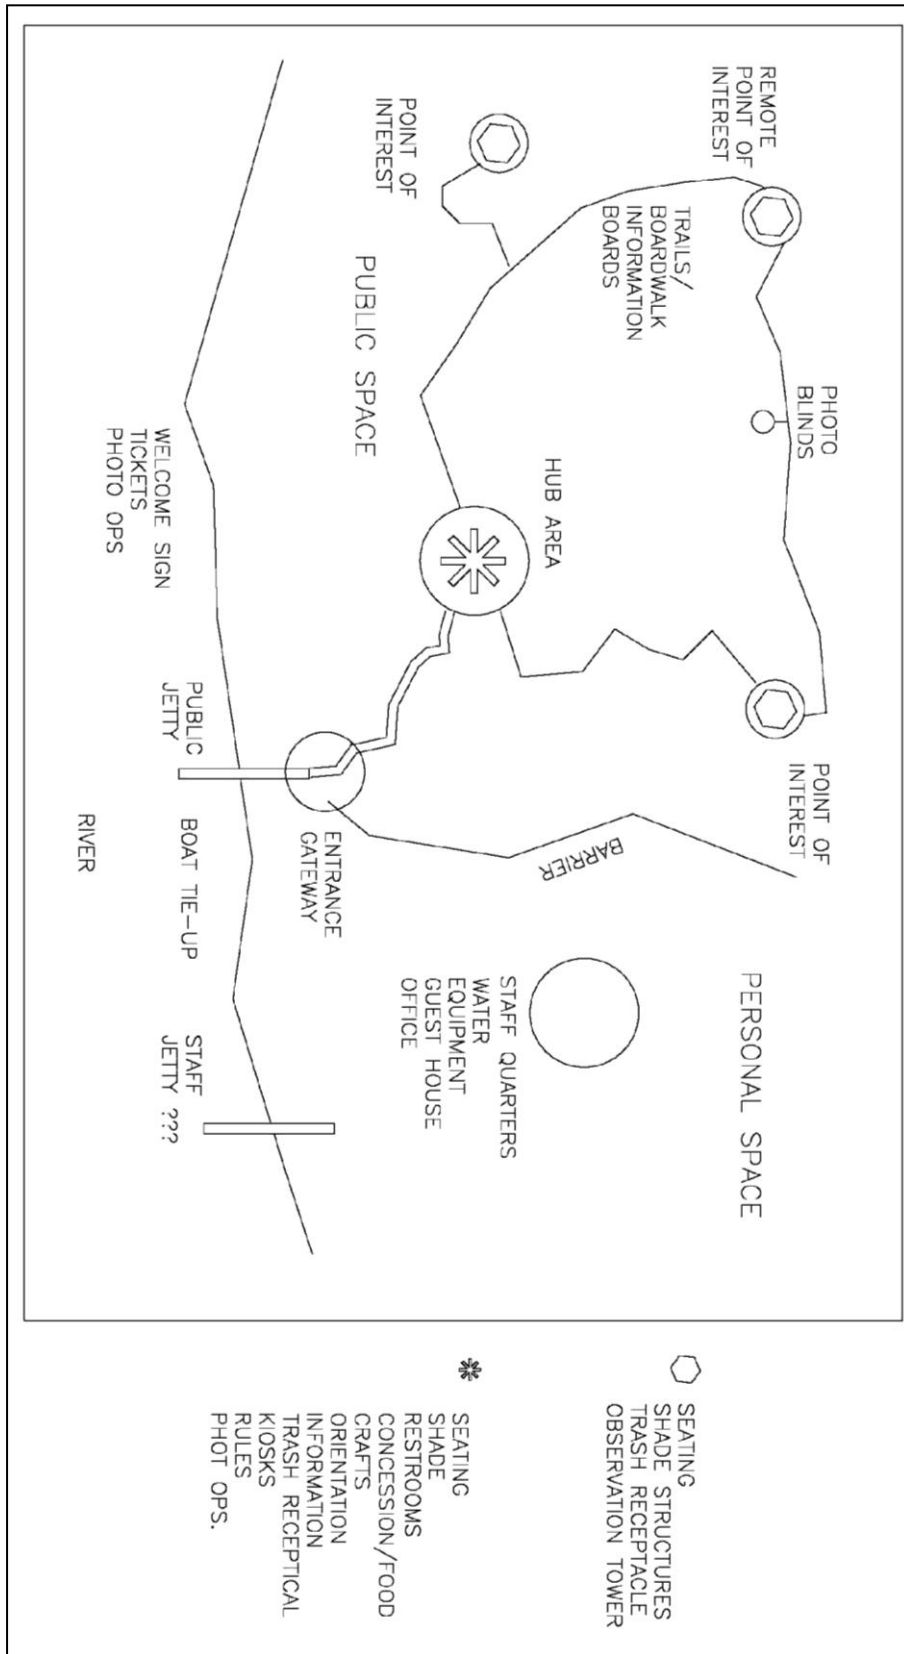 REMOTE
POINT OF
INTEREST
PHOTO
BLINDS
POINT OF
INTEREST
PERSONAL SPACE
TRAILS/
BOARDWALK
INFORMATION
BOARDS
BARRIER
HUB AREA
STAFF QUARTERS
WATER
EQUIPMENT
GUEST HOUSE
OFFICE
POINT OF
INTEREST
PUBLIC SPACE
ENTRANCE
GATEWAY
WELCOME SIGN
TICKETS
PHOTO OPS
PUBLIC
JETTY
BOAT TIE-UP
STAFF
JETTY ???
RIVER
SEATING
SHADE STRUCTURES
TRASH RECEPTACLE
OBSERVATION TOWER
SEATING
SHADE
RESTROOMS
CONCESSION/FOOD
CRAFTS
ORIENTATION
INFORMATION
TRASH RECEPTICAL
KIOSKS
RULES
PHOT OPS.